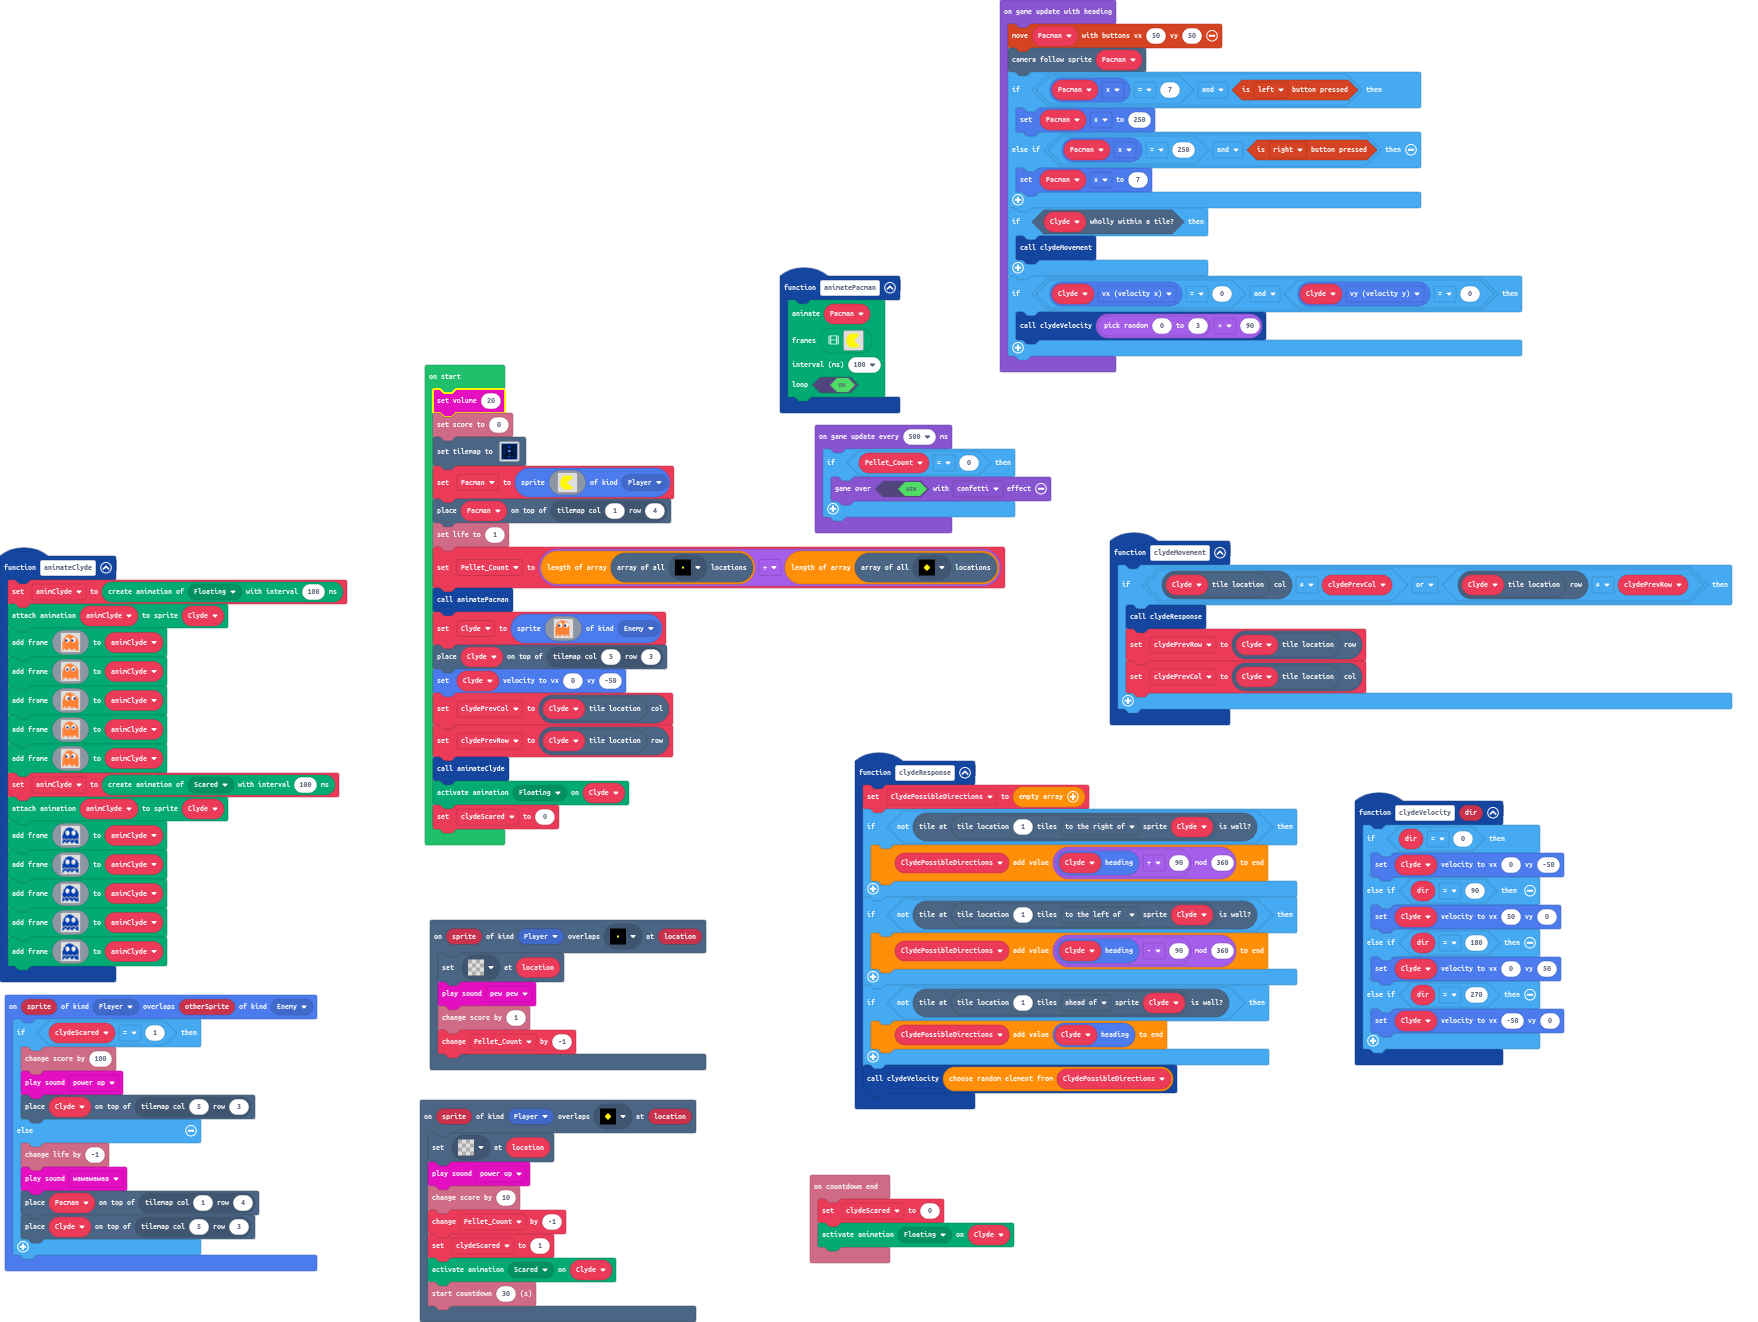 on game update with heading
move Pacman with buttons vx 50 vy 50
camera follow sprite Pacman
if Pacman x = 7 and is left button pressed then
set Pacman x to 250
else if Pacman x = 250 and is right button pressed then
set Pacman x to 7
if Clyde wholly within a tile? then
call clydeMovement
if Clyde vx (velocity x) = 0 and Clyde vy (velocity y) = 0 then
call clydeVelocity pick random 0 to 3 × 90
function animatePacman
animate Pacman
frames
interval (ms) 100
loop ON
on start
set volume 20
set score to 0
set tilemap to
set Pacman to sprite of kind Player
place Pacman on top of tilemap col 1 row 4
set life to 1
set Pellet_Count to length of array array of all locations + length of array array of all locations
call animatePacman
set Clyde to sprite of kind Enemy
place Clyde on top of tilemap col 5 row 3
set Clyde velocity to vx 0 vy -50
set clydePrevCol to Clyde tile location col
set clydePrevRow to Clyde tile location row
call animateClyde
activate animation Floating on Clyde
set clydeScared to 0
on game update every 500 ms
if Pellet_Count = 0 then
game over WIN with confetti effect
function clydeMovement
if Clyde tile location col ≠ clydePrevCol or Clyde tile location row ≠ clydePrevRow then
call clydeResponse
set clydePrevRow to Clyde tile location row
set clydePrevCol to Clyde tile location col
function animateClyde
set animClyde to create animation of Floating with interval 100 ms
attach animation animClyde to sprite Clyde
add frame to animClyde
add frame to animClyde
add frame to animClyde
add frame to animClyde
add frame to animClyde
set animClyde to create animation of Scared with interval 100 ms
attach animation animClyde to sprite Clyde
add frame to animClyde
add frame to animClyde
add frame to animClyde
add frame to animClyde
add frame to animClyde
function clydeResponse
set ClydePossibleDirections to empty array
if not tile at tile location 1 tiles to the right of sprite Clyde is wall? then
ClydePossibleDirections add value Clyde heading + 90 mod 360 to end
if not tile at tile location 1 tiles to the left of sprite Clyde is wall? then
ClydePossibleDirections add value Clyde heading - 90 mod 360 to end
if not tile at tile location 1 tiles ahead of sprite Clyde is wall? then
ClydePossibleDirections add value Clyde heading to end
call clydeVelocity choose random element from ClydePossibleDirections
function clydeVelocity dir
if dir = 0 then
set Clyde velocity to vx 0 vy -50
else if dir = 90 then
set Clyde velocity to vx 50 vy 0
else if dir = 180 then
set Clyde velocity to vx 0 vy 50
else if dir = 270 then
set Clyde velocity to vx -50 vy 0
on sprite of kind Player overlaps at location
set at location
play sound pew pew
change score by 1
change Pellet_Count by -1
on sprite of kind Player overlaps otherSprite of kind Enemy
if clydeScared = 1 then
change score by 100
play sound power up
place Clyde on top of tilemap col 5 row 3
else
change life by -1
play sound wawawawaa
place Pacman on top of tilemap col 1 row 4
place Clyde on top of tilemap col 5 row 3
on sprite of kind Player overlaps at location
set at location
play sound power up
change score by 10
change Pellet_Count by -1
set clydeScared to 1
activate animation Scared on Clyde
start countdown 30 (s)
on countdown end
set clydeScared to 0
activate animation Floating on Clyde